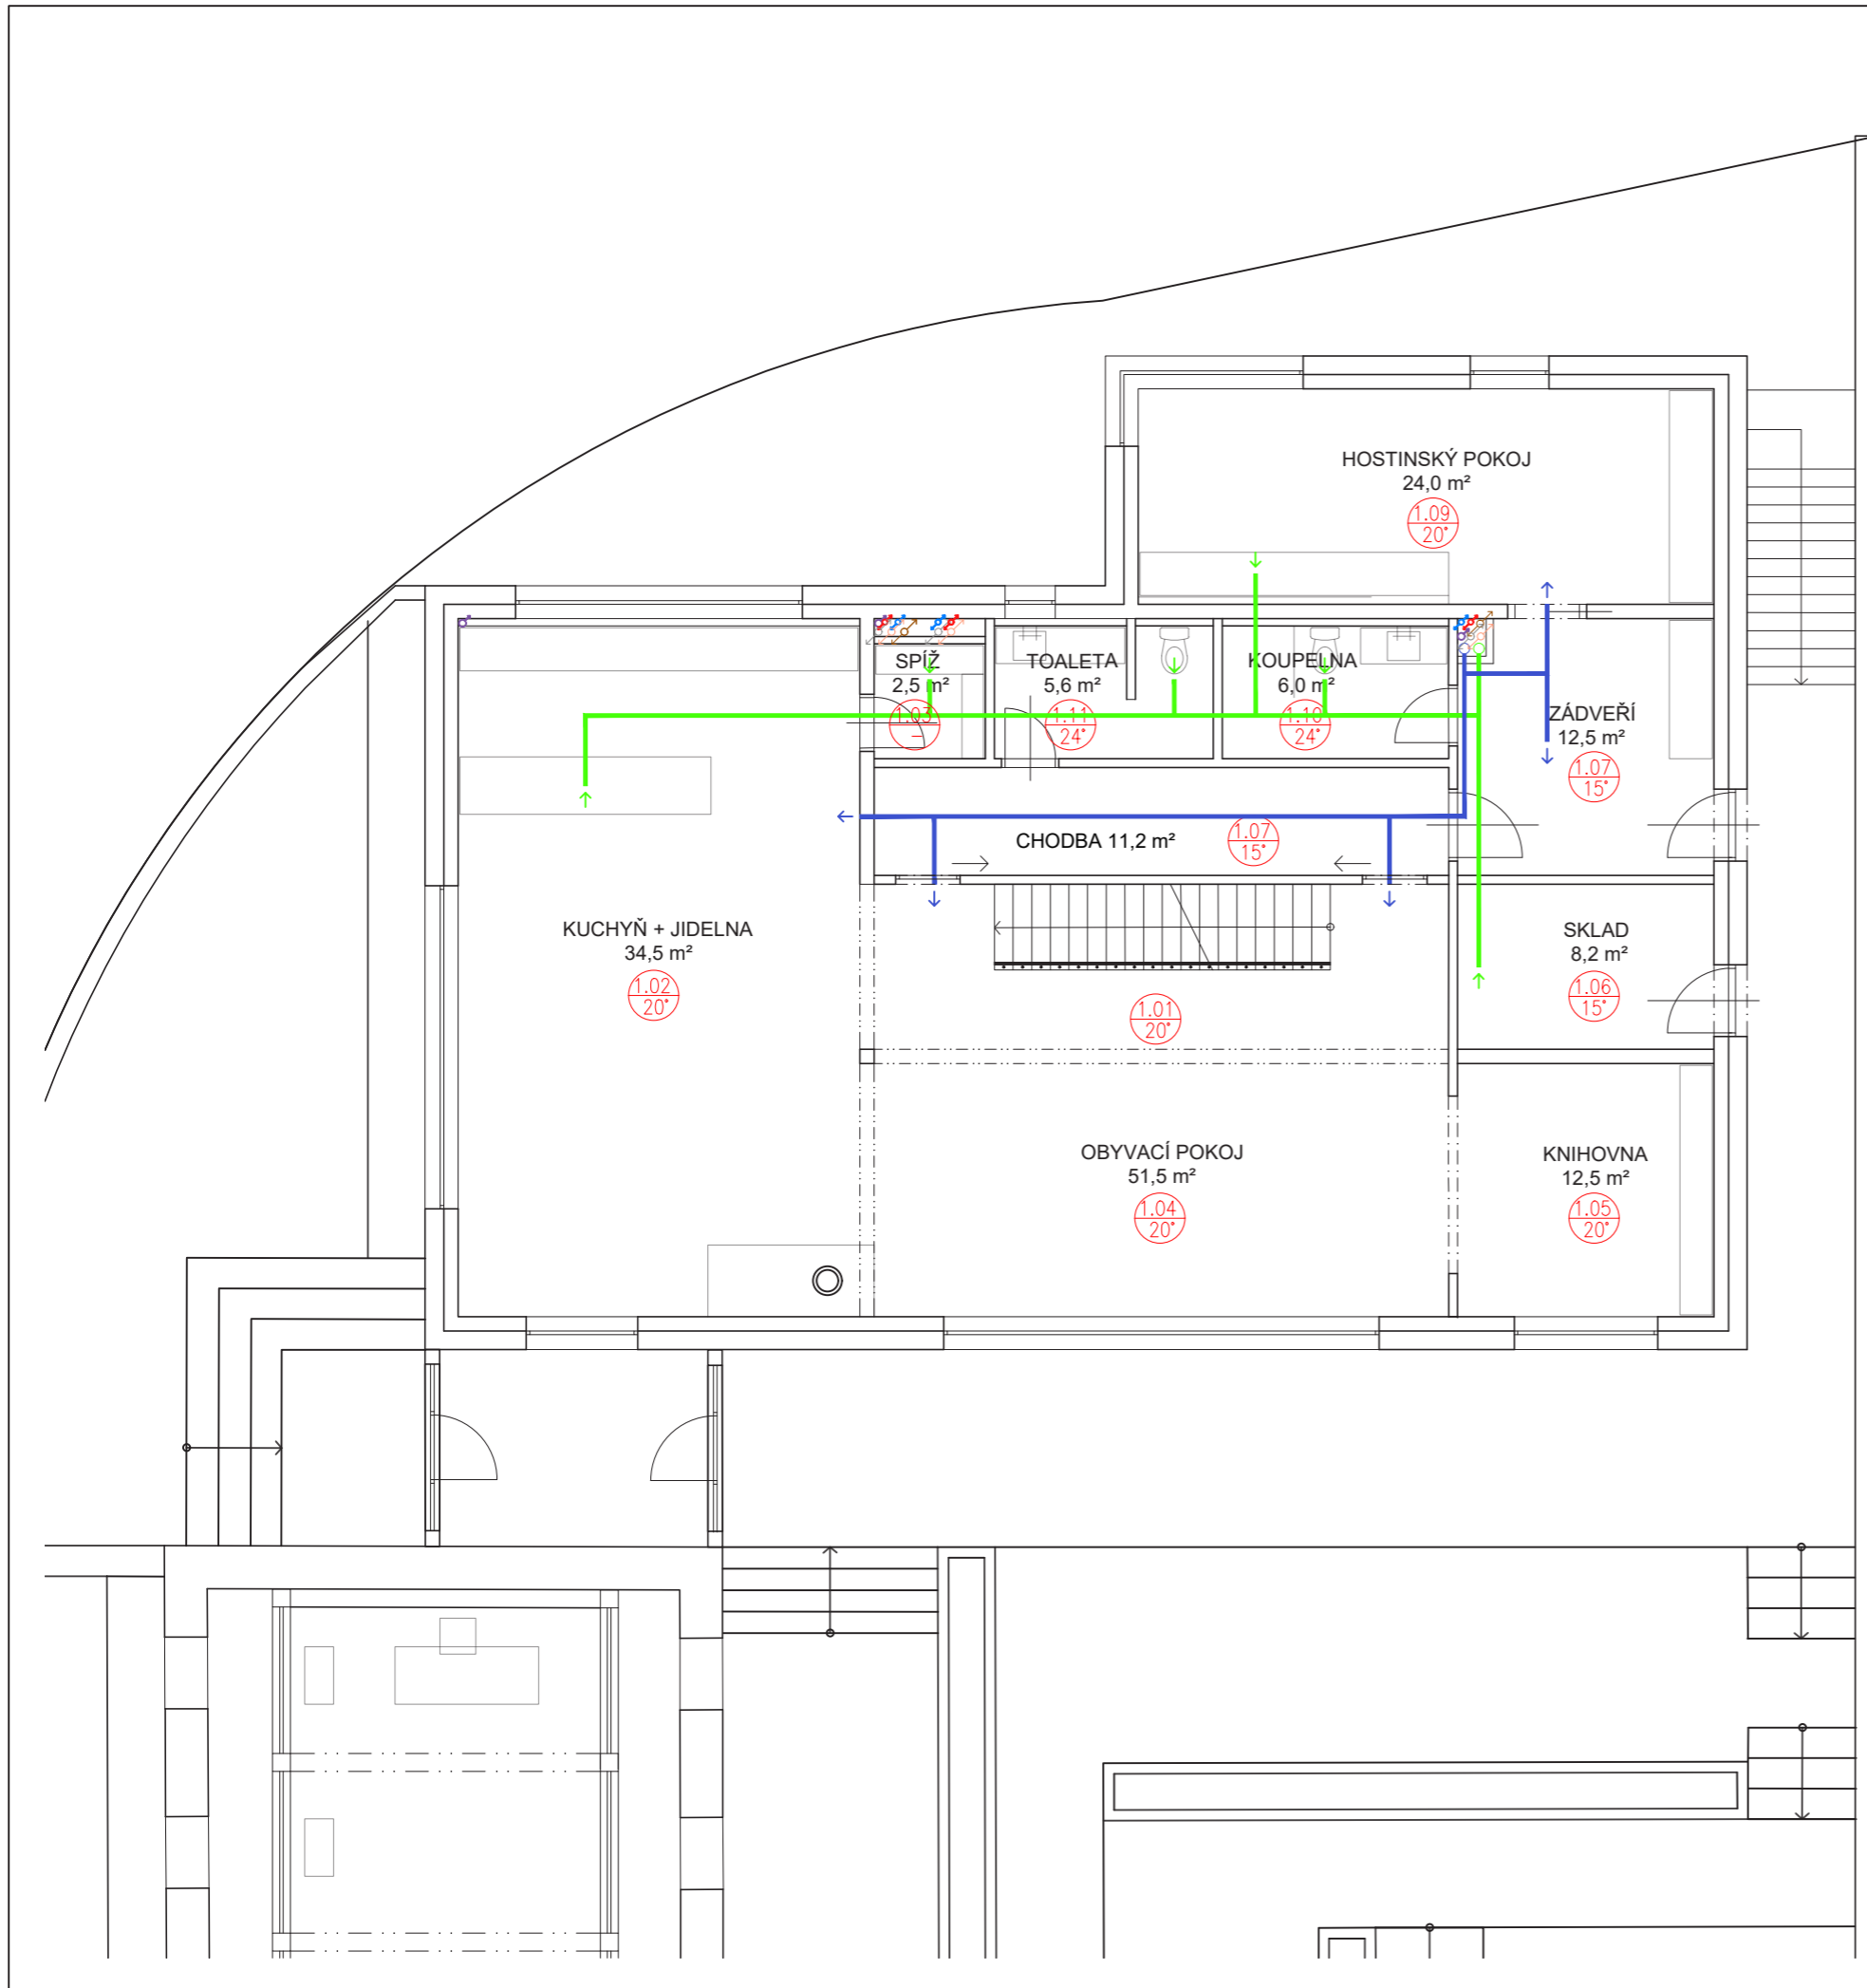 HOSTINSKÝ POKOJ
24,0 m²
1.09
20°
SPÍŽ
2,5 m²
1.03
–
TOALETA
5,6 m²
1.11
24°
KOUPELNA
6,0 m²
1.10
24°
ZÁDVEŘÍ
12,5 m²
1.07
15°
CHODBA 11,2 m²
1.07
15°
KUCHYŇ + JIDELNA
34,5 m²
1.02
20°
1.01
20°
SKLAD
8,2 m²
1.06
15°
OBYVACÍ POKOJ
51,5 m²
1.04
20°
KNIHOVNA
12,5 m²
1.05
20°